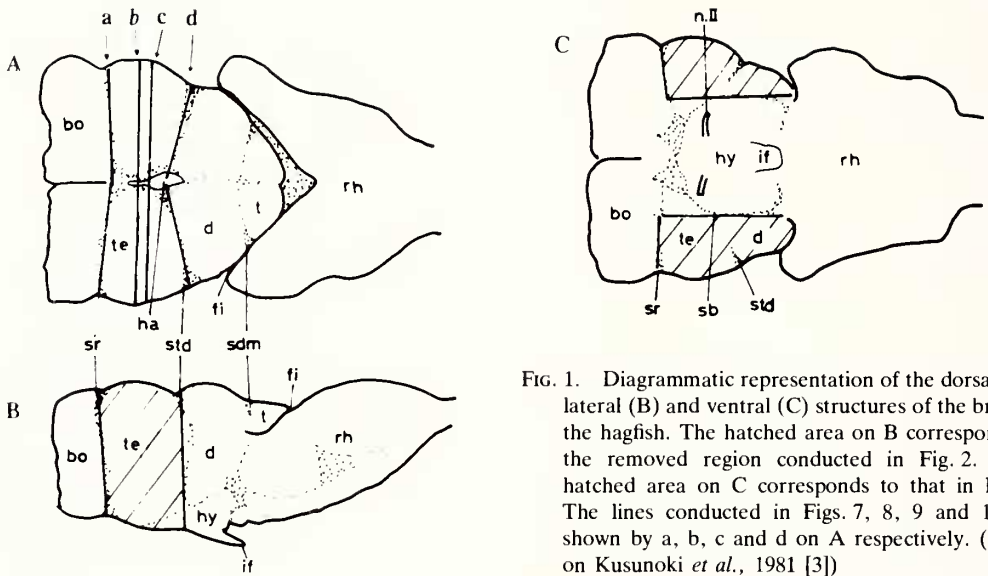 a b c d
A
bo
te
d
t
rh
ha
fi
sr std sdm
fi
B
bo
te
d
t
rh
hy
if
n.II
C
hy
if
rh
bo
te
d
sr
sb
std
FIG. 1. Diagrammatic representation of the dorsa
lateral (B) and ventral (C) structures of the br
the hagfish. The hatched area on B correspon
the removed region conducted in Fig. 2.
hatched area on C corresponds to that in
The lines conducted in Figs. 7, 8, 9 and 1
shown by a, b, c and d on A respectively. (
on Kusunoki et al., 1981 [3])